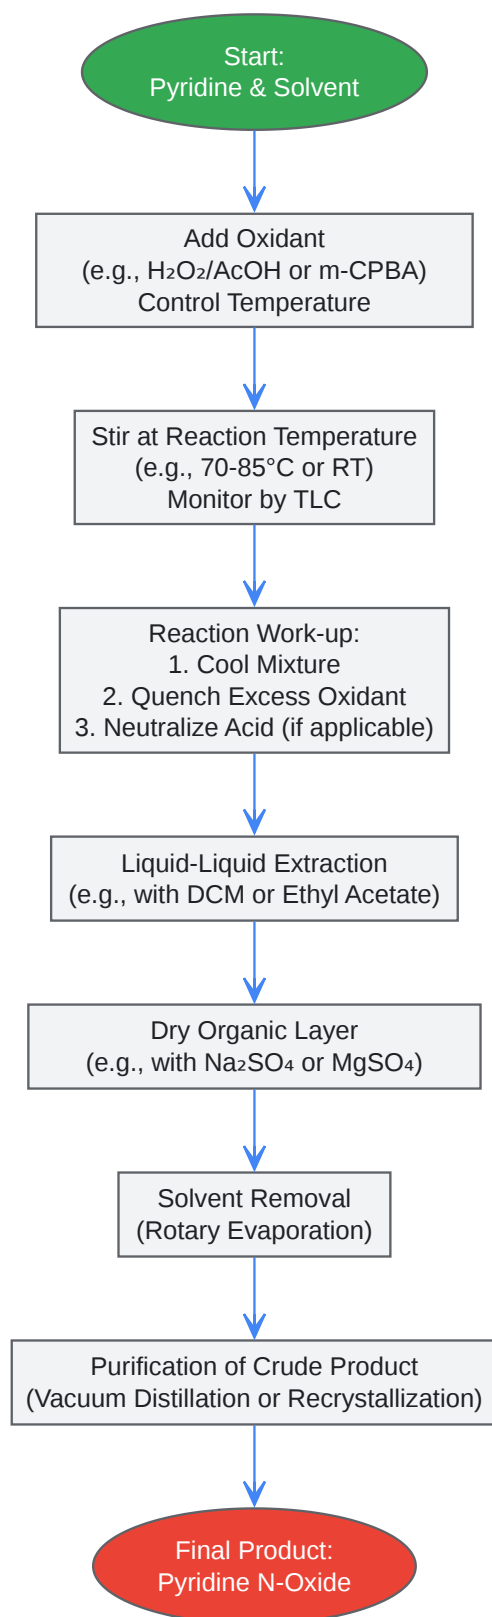 Start:
Pyridine & Solvent
Add Oxidant
(e.g., H₂O₂/AcOH or m-CPBA)
Control Temperature
Stir at Reaction Temperature
(e.g., 70-85°C or RT)
Monitor by TLC
Reaction Work-up:
1. Cool Mixture
2. Quench Excess Oxidant
3. Neutralize Acid (if applicable)
Liquid-Liquid Extraction
(e.g., with DCM or Ethyl Acetate)
Dry Organic Layer
(e.g., with Na₂SO₄ or MgSO₄)
Solvent Removal
(Rotary Evaporation)
Purification of Crude Product
(Vacuum Distillation or Recrystallization)
Final Product:
Pyridine N-Oxide